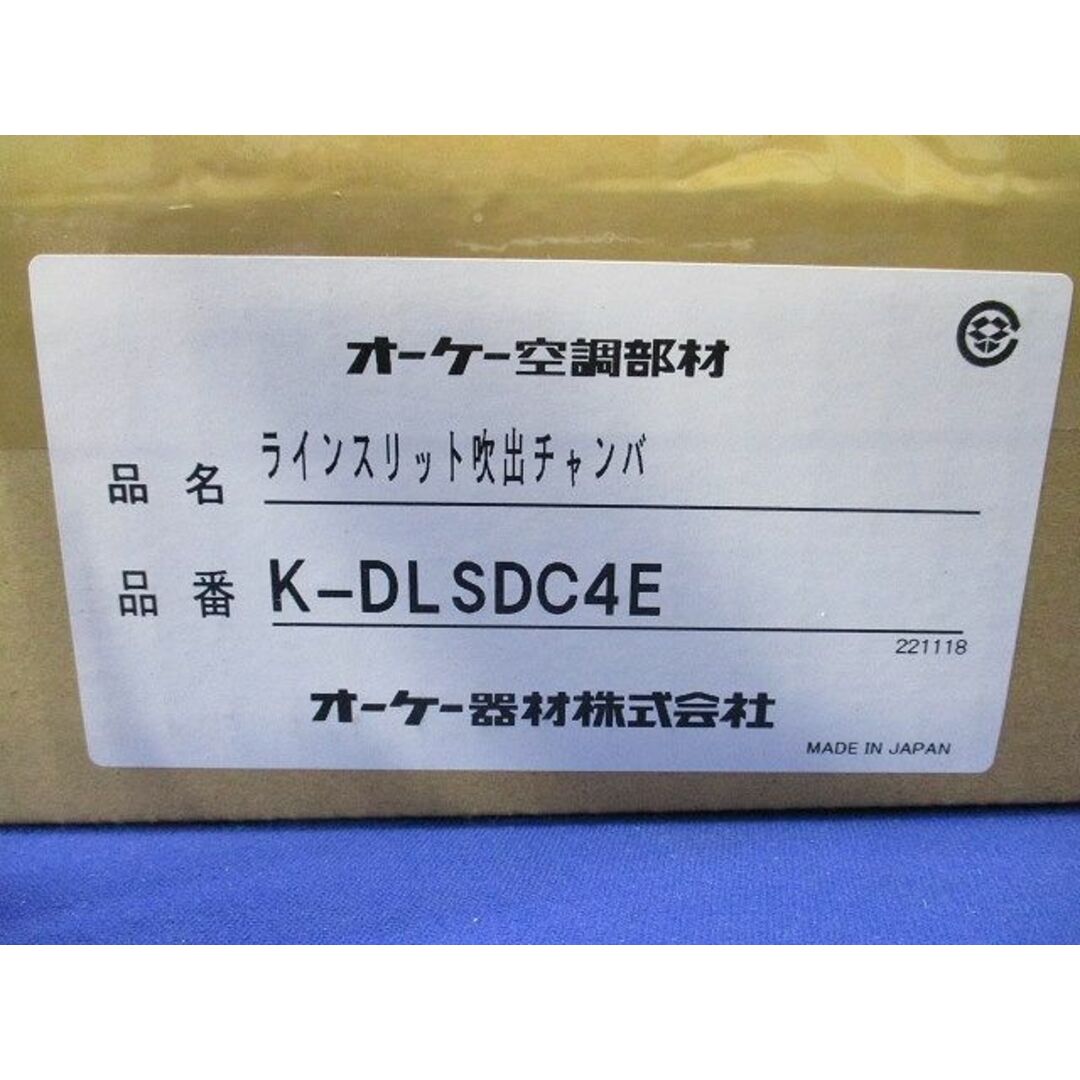 オーケー空調部材
品名 ラインスリット吹出チャンバ
品番 K-DLSDC4E
221118
オーケー器材株式会社
MADE IN JAPAN